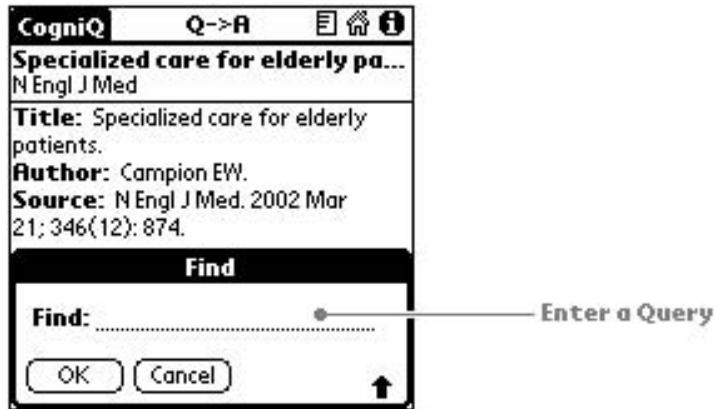 CogniQ Q->A
Specialized care for elderly pa...
N Engl J Med
Title: Specialized care for elderly
patients.
Author: Campion EW.
Source: N Engl J Med. 2002 Mar
21; 346(12): 874.
Find
Find:
Enter a Query
OK Cancel